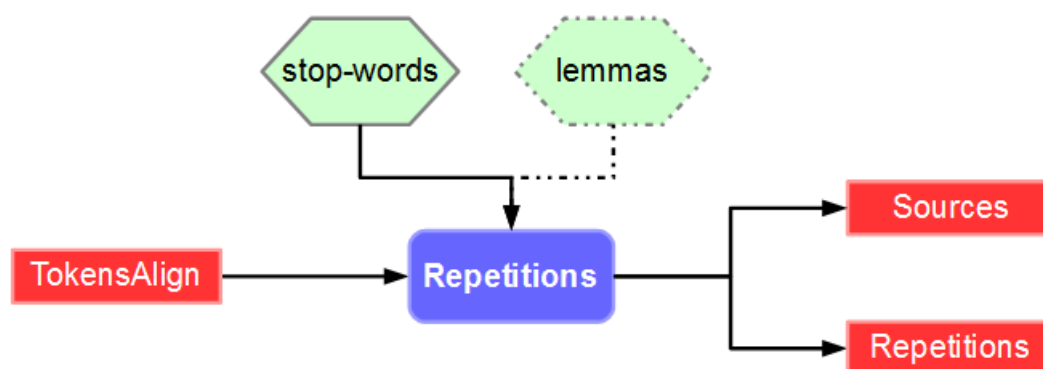 stop-words
lemmas
Sources
TokensAlign
Repetitions
Repetitions